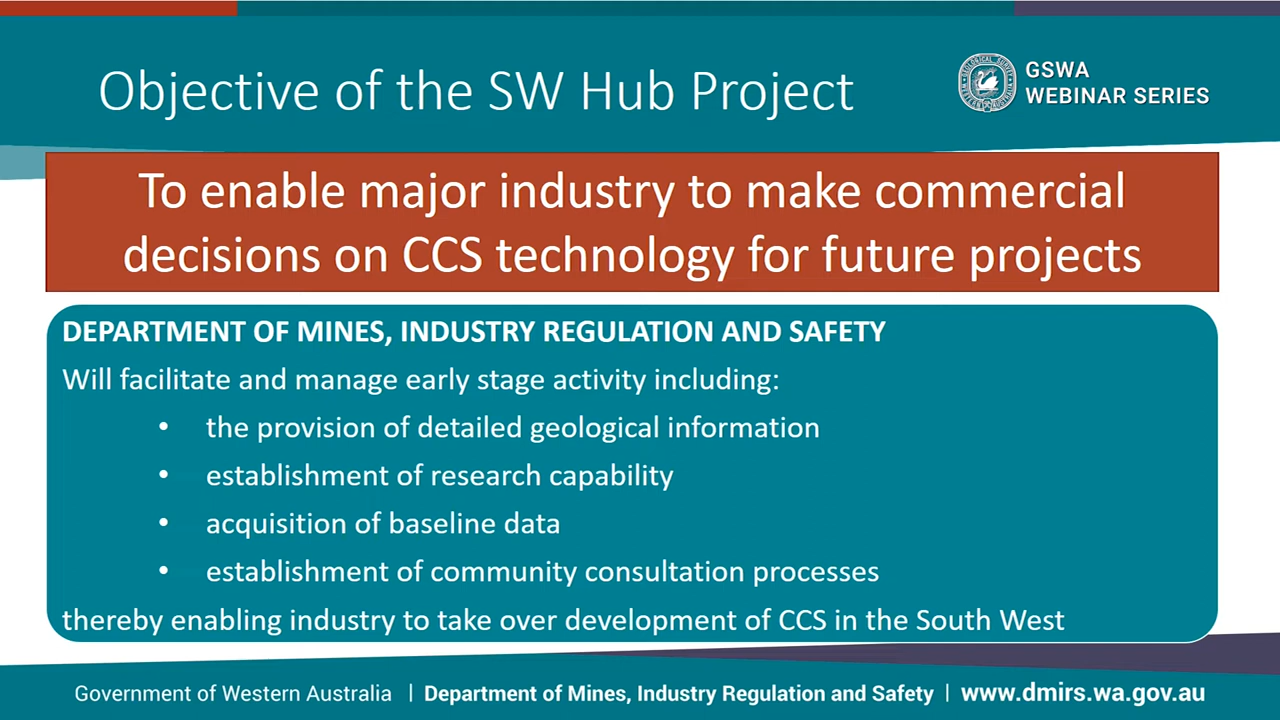 Objective of the SW Hub Project
GSWA
WEBINAR SERIES
To enable major industry to make commercial
decisions on CCS technology for future projects
DEPARTMENT OF MINES, INDUSTRY REGULATION AND SAFETY
Will facilitate and manage early stage activity including:
• the provision of detailed geological information
• establishment of research capability
• acquisition of baseline data
• establishment of community consultation processes
thereby enabling industry to take over development of CCS in the South West
Government of Western Australia | Department of Mines, Industry Regulation and Safety | www.dmirs.wa.gov.au